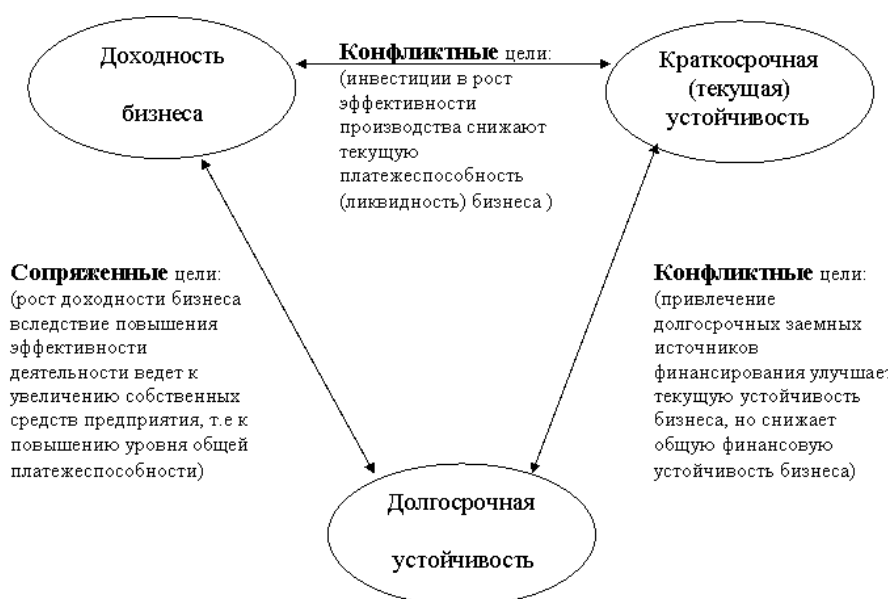 Доходность
бизнеса
Конфликтные цели:
(инвестиции в рост
эффективности
производства снижают
текущую
платежеспособность
(ликвидность) бизнеса )
Краткосрочная
(текущая)
устойчивость
Сопряженные цели:
(рост доходности бизнеса
вследствие повышения
эффективности
деятельности ведет к
увеличению собственных
средств предприятия, т.е к
повышению уровня общей
платежеспособности)
Конфликтные цели:
(привлечение
долгосрочных заемных
источников
финансирования улучшает
текущую устойчивость
бизнеса, но снижает
общую финансовую
устойчивость бизнеса)
Долгосрочная
устойчивость